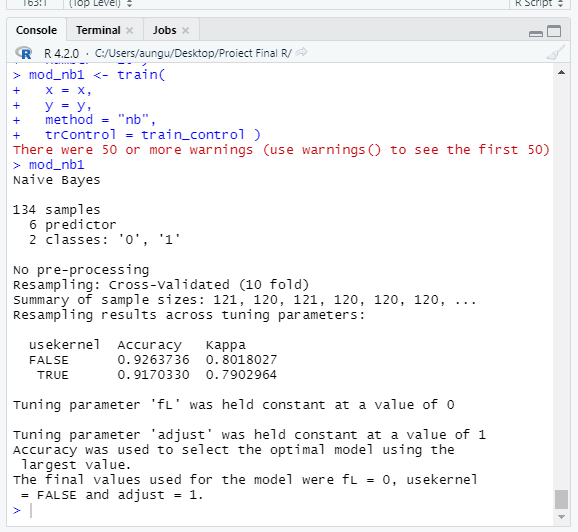 163:1 (Top Level) R Script
Console Terminal Jobs
R 4.2.0 · C:/Users/aungu/Desktop/Project Final R/
> mod_nb1 <- train(
+   x = x,
+   y = y,
+   method = "nb",
+   trControl = train_control )
There were 50 or more warnings (use warnings() to see the first 50)
> mod_nb1
Naive Bayes
134 samples
6 predictor
2 classes: '0', '1'
No pre-processing
Resampling: Cross-Validated (10 fold)
Summary of sample sizes: 121, 120, 121, 120, 120, 120, ...
Resampling results across tuning parameters:
usekernel  Accuracy   Kappa
FALSE      0.9263736  0.8018027
TRUE      0.9170330  0.7902964
Tuning parameter 'fL' was held constant at a value of 0
Tuning parameter 'adjust' was held constant at a value of 1
Accuracy was used to select the optimal model using the
largest value.
The final values used for the model were fL = 0, usekernel
= FALSE and adjust = 1.
>